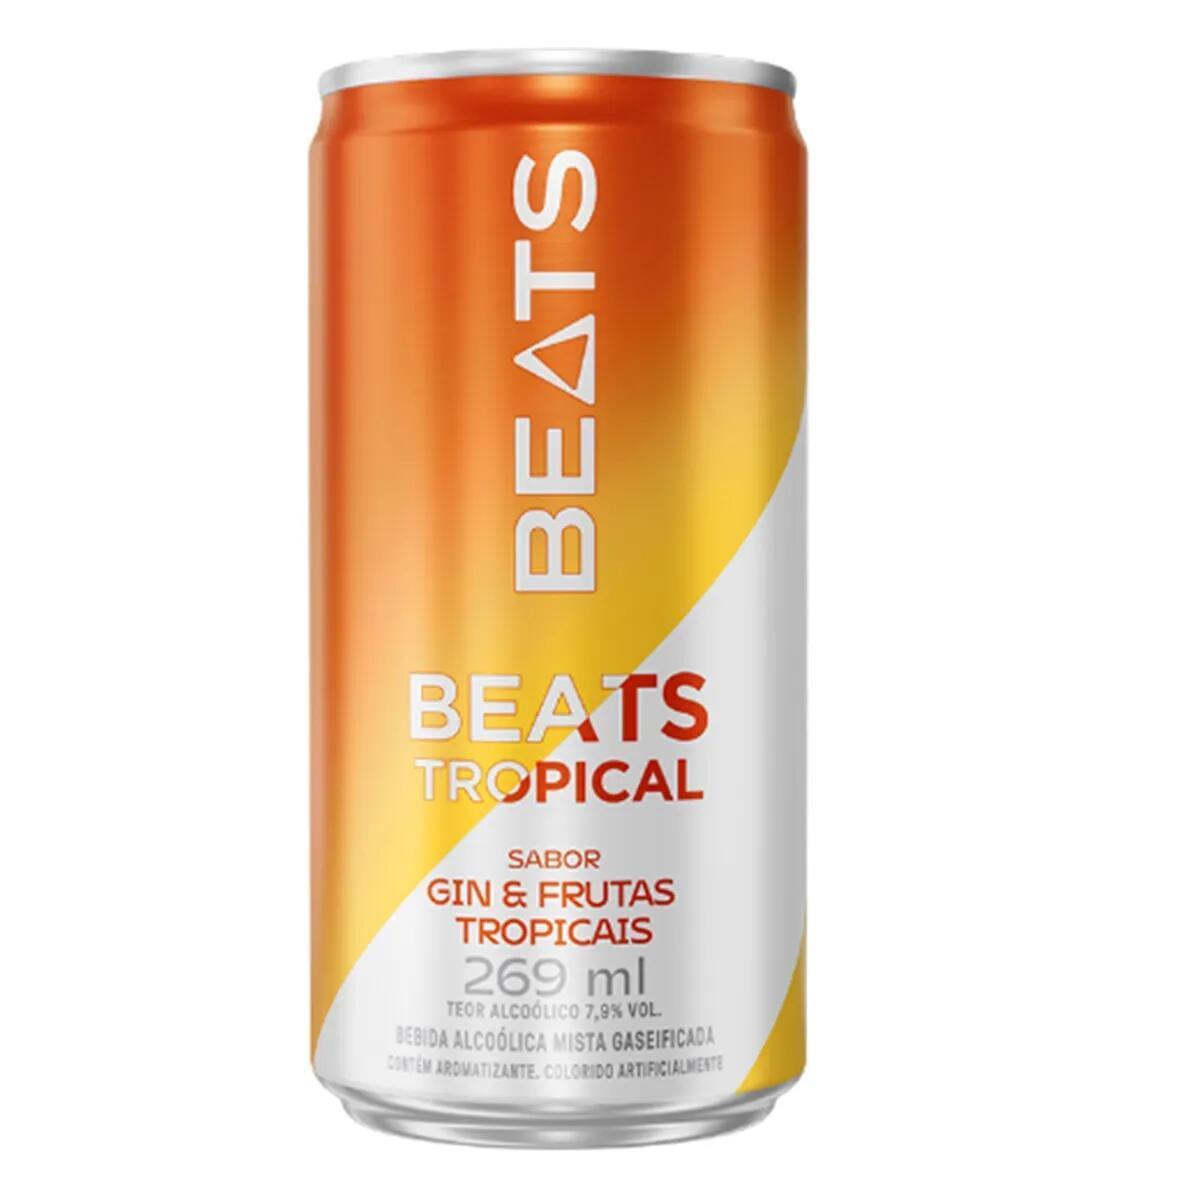 BEATS
BEATS
TROPICAL
SABOR
GIN & FRUTAS
TROPICAIS
269 ml
TEOR ALCOÓLICO 7,9% VOL.
BEBIDA ALCOÓLICA MISTA GASEIFICADA
CONTÉM AROMATIZANTE. COLORIDO ARTIFICIALMENTE